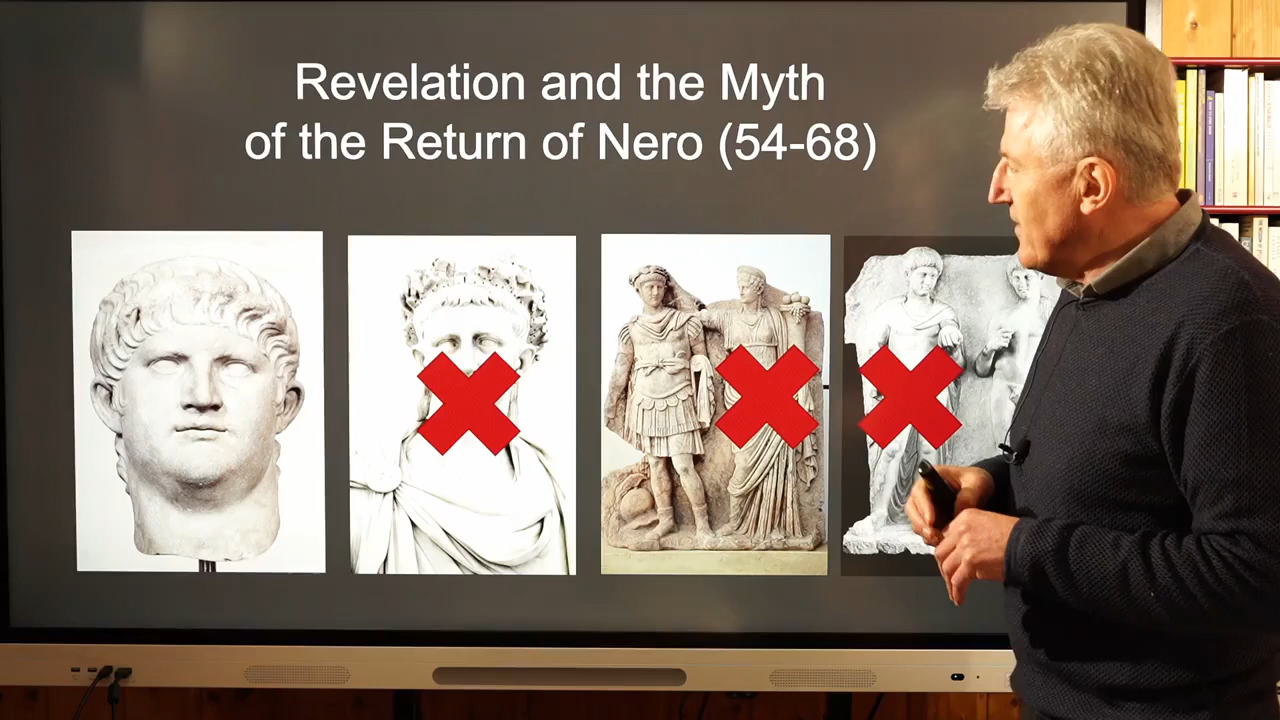 Revelation and the Myth
of the Return of Nero (54-68)